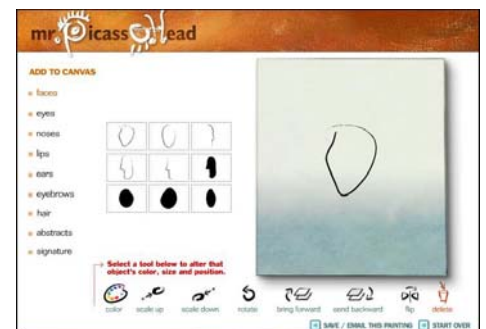 mr. Picasso Head
ADD TO CANVAS
faces
eyes
noses
lips
ears
eyebrows
hair
abstracts
signature
Select a tool below to alter that
object's color, size and position.
color scale up scale down rotate bring forward send backward flip delete
SAVE / EMAIL THIS PAINTING START OVER